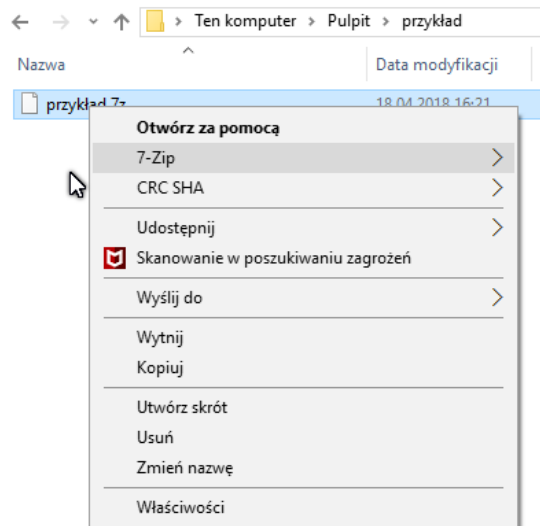 Ten komputer > Pulpit > przykład
Nazwa Data modyfikacji
przykład.7z 18.04.2018 16:21
Otwórz za pomocą
7-Zip
CRC SHA
Udostępnij
Skanowanie w poszukiwaniu zagrożeń
Wyślij do
Wytnij
Kopiuj
Utwórz skrót
Usuń
Zmień nazwę
Właściwości